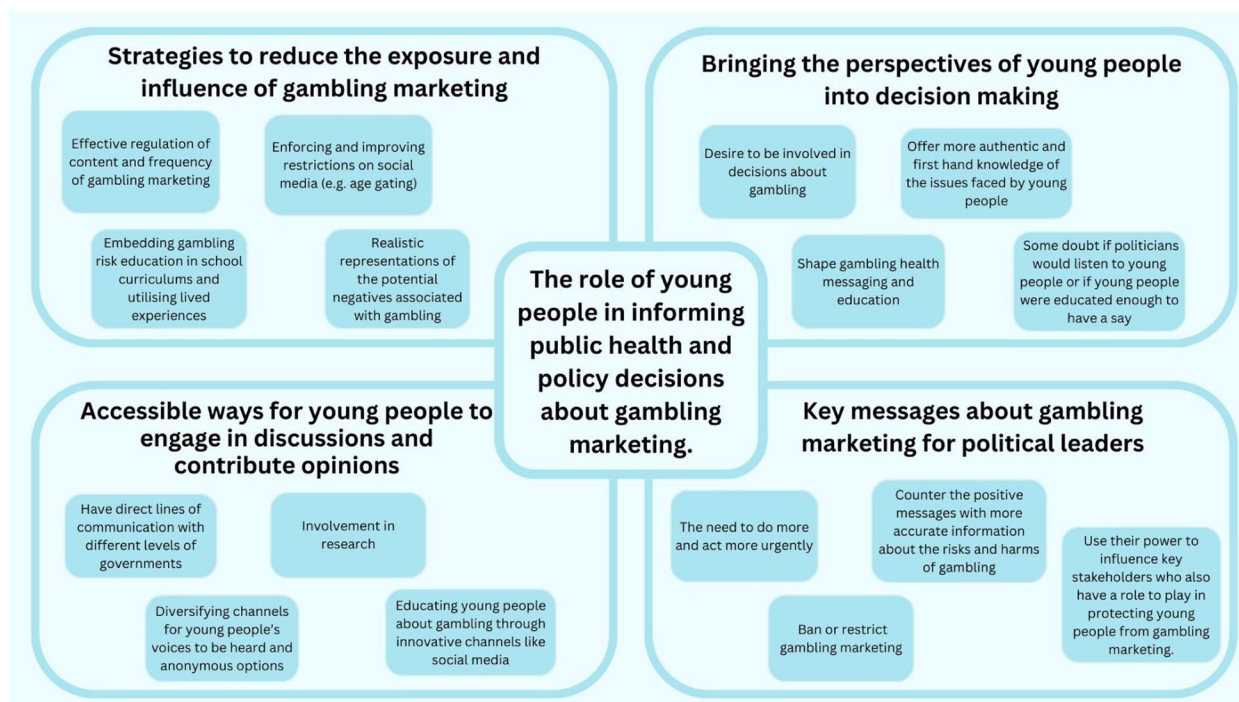 Strategies to reduce the exposure and
influence of gambling marketing
Effective regulation of
content and frequency
of gambling marketing
Enforcing and improving
restrictions on social
media (e.g. age gating)
Embedding gambling
risk education in school
curriculums and
utilising lived
experiences
Realistic
representations of
the potential
negatives associated
with gambling
Bringing the perspectives of young people
into decision making
Desire to be involved in
decisions about
gambling
Offer more authentic and
first hand knowledge of
the issues faced by young
people
Shape gambling health
messaging and
education
Some doubt if politicians
would listen to young
people or if young people
were educated enough to
have a say
The role of young
people in informing
public health and
policy decisions
about gambling
marketing.
Accessible ways for young people to
engage in discussions and
contribute opinions
Have direct lines of
communication with
different levels of
governments
Involvement in
research
Diversifying channels
for young people's
voices to be heard and
anonymous options
Educating young people
about gambling through
innovative channels like
social media
Key messages about gambling
marketing for political leaders
The need to do more
and act more urgently
Counter the positive
messages with more
accurate information
about the risks and harms
of gambling
Ban or restrict
gambling marketing
Use their power to
influence key
stakeholders who also
have a role to play in
protecting young
people from gambling
marketing.